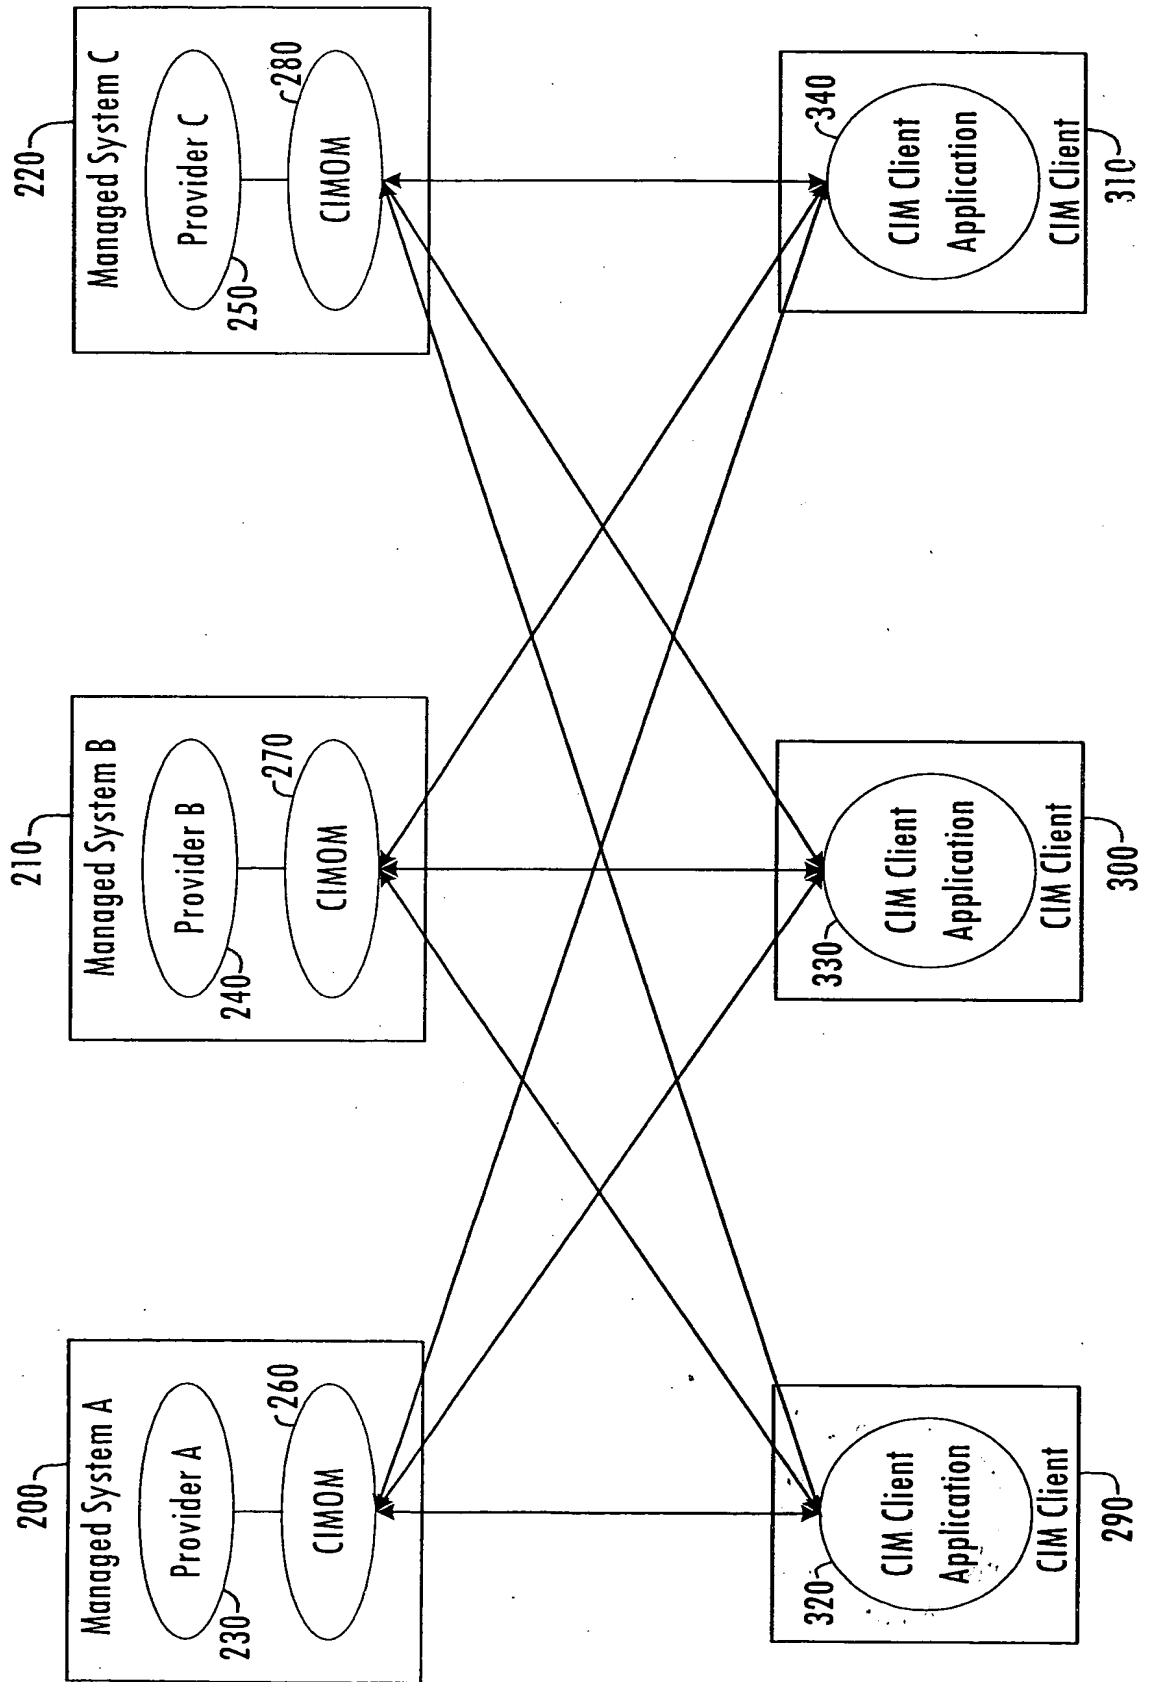 200
Managed System A
Provider A
230
260
CIMOM
210
Managed System B
Provider B
240
270
CIMOM
220
Managed System C
Provider C
250
280
CIMOM
320
CIM Client
Application
CIM Client
290
330
CIM Client
Application
CIM Client
300
340
CIM Client
Application
CIM Client
310